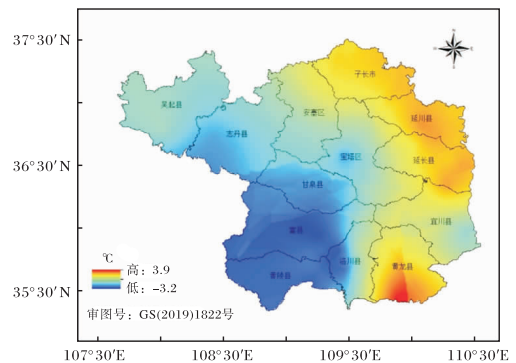 37°30′N
子长市
吴起县
安塞区
延川县
志丹县
宝塔区
延长县
36°30′N
甘泉县
宜川县
富县
洛川县
黄龙县
黄陵县
℃
高：3.9
低：-3.2
35°30′N
审图号：GS(2019)1822号
107°30′E
108°30′E
109°30′E
110°30′E